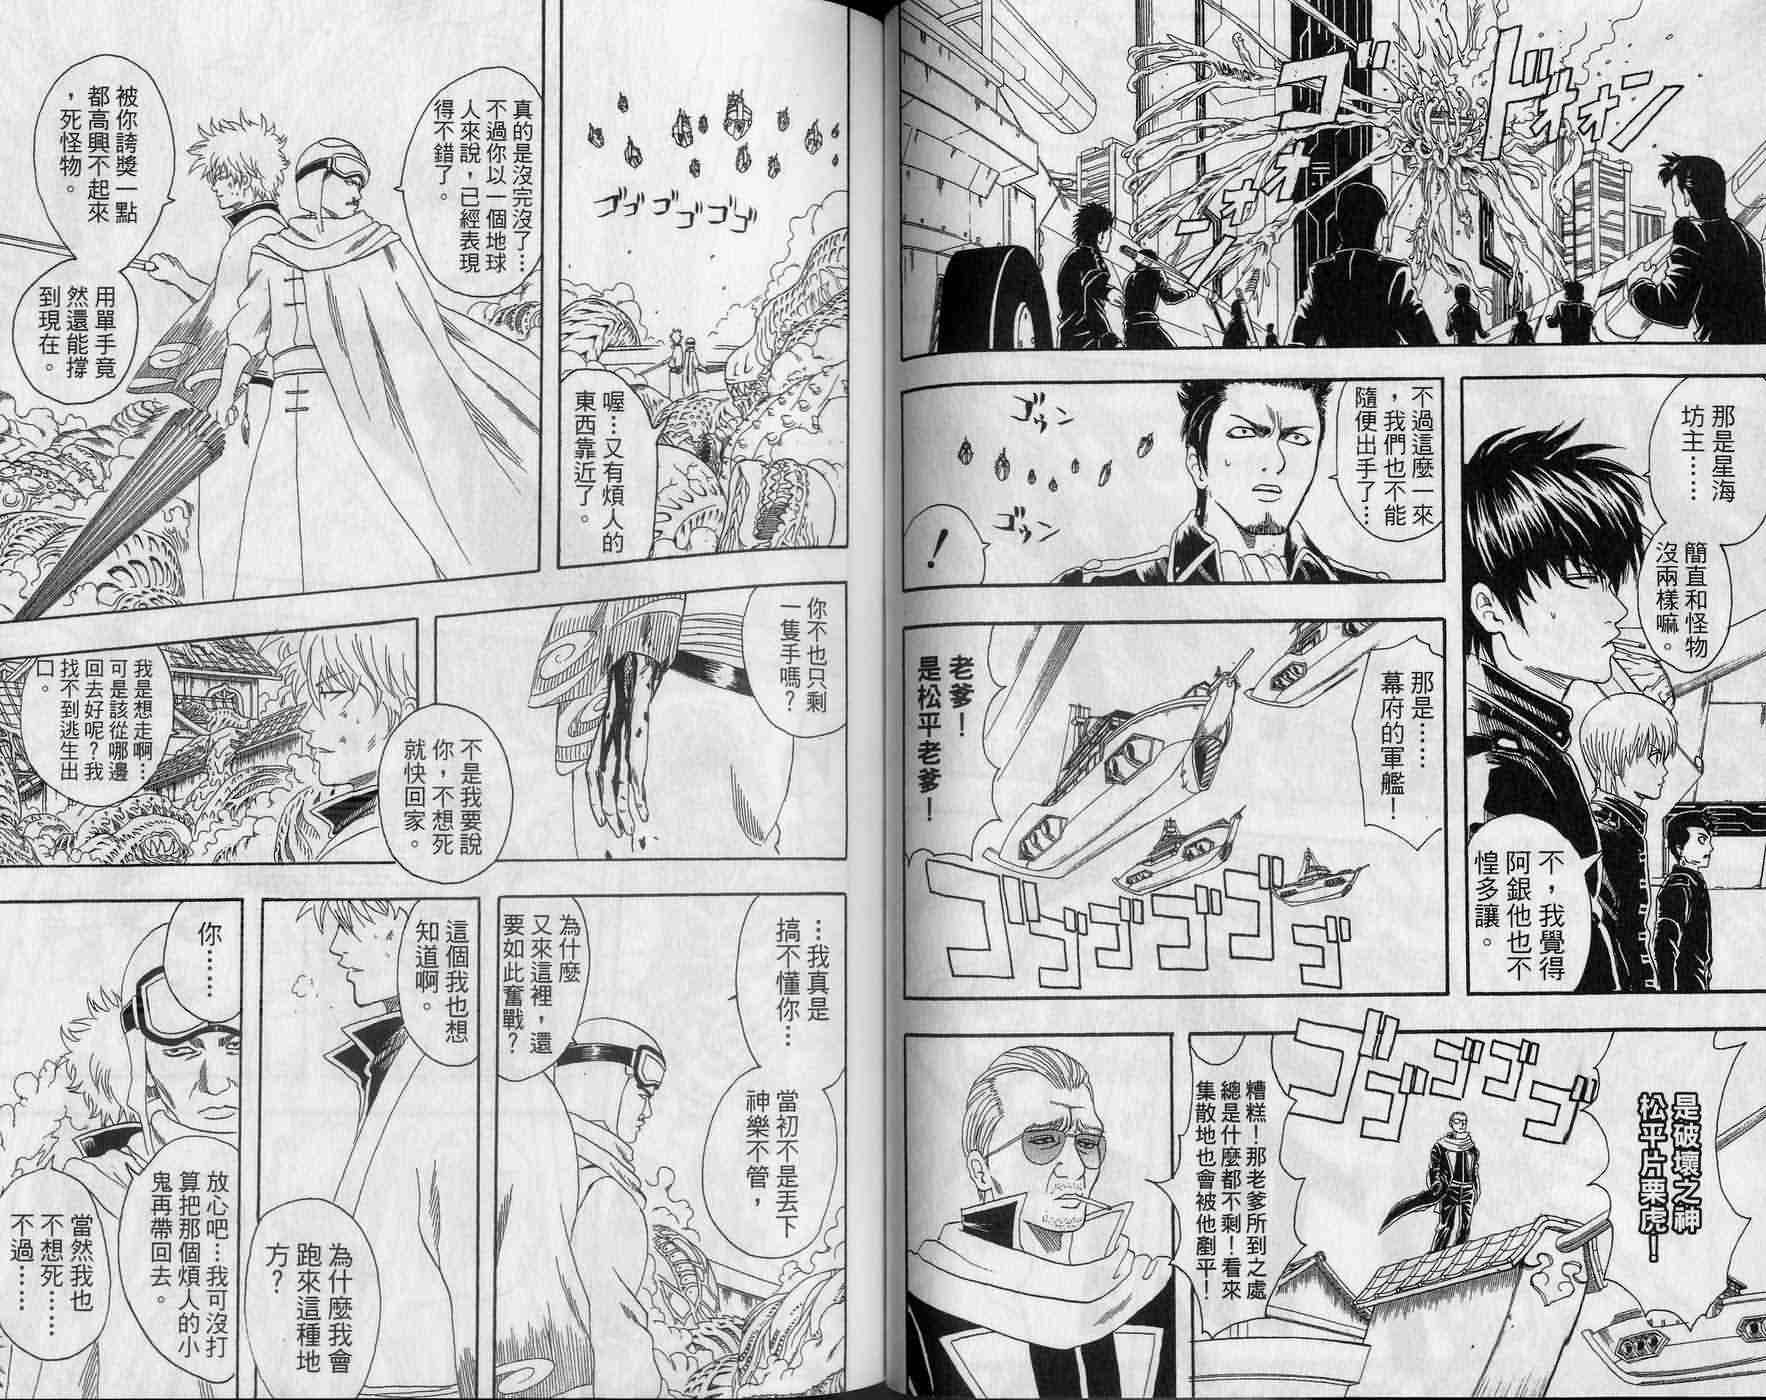 ドォォン
ゴォォォン
那是星海
坊主……
簡直和怪物
沒兩樣嘛。
不，我覺得
阿銀他也不
惶多讓。
不過這麼一來
，我們也不能
隨便出手了…
ゴゥン
ゴゥン
！
那是……
幕府的軍艦！
老爹！
是松平老爹！
ゴゴゴゴゴゴ
是破壞之神
松平片栗虎！
ゴゴゴゴゴ
糟糕！那老爹所到之處
總是什麼都不剩！看來
集散地也會被他剷平！
ゴゴゴゴゴゴ
喔…又有煩人的
東西靠近了。
真的是沒完沒了…
不過你以一個地球
人來說，已經表現
得不錯了。
被你誇獎一點
都高興不起來
，死怪物。
用單手竟
然還能撐
到現在。
你不也只剩
一隻手嗎？
不是我要說
你，不想死
就快回家。
我是想走啊…
可是該從哪邊
回去好呢？我
找不到逃生出
口。
…我真是
搞不懂你…
當初不是丟下
神樂不管，
為什麼
又來這裡，還
要如此奮戰？
這個我也想
知道啊。
為什麼我會
跑來這種地
方？
你……
放心吧…我可沒打
算把那個煩人的小
鬼再帶回去。
當然我也
不想死……
不過……